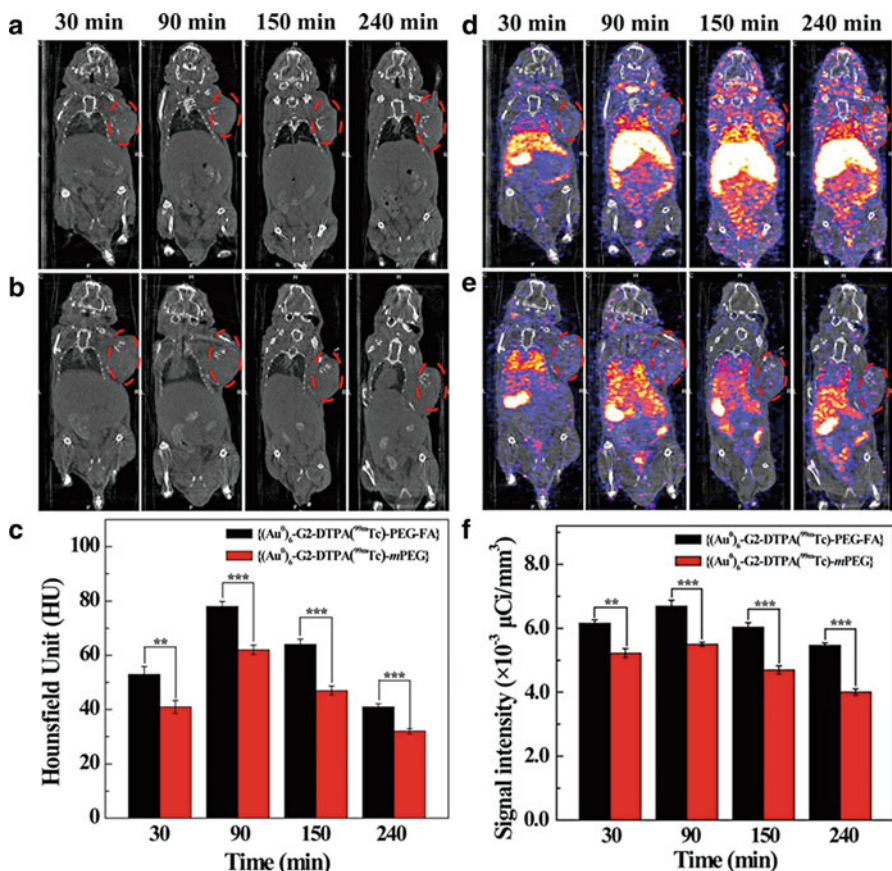 a 30 min 90 min 150 min 240 min
b
c
100
80
60
40
20
0
Hounsfield Unit (HU)
{(Au⁰)₆-G2-DTPA(⁹⁹ᵐTc)-PEG-FA}
{(Au⁰)₆-G2-DTPA(⁹⁹ᵐTc)-mPEG}
** *** *** ***
30 90 150 240
Time (min)
d 30 min 90 min 150 min 240 min
e
f
8.0
6.0
4.0
2.0
0.0
Signal intensity (×10⁻³ μCi/mm³)
{(Au⁰)₆-G2-DTPA(⁹⁹ᵐTc)-PEG-FA}
{(Au⁰)₆-G2-DTPA(⁹⁹ᵐTc)-mPEG}
** *** *** ***
30 90 150 240
Time (min)